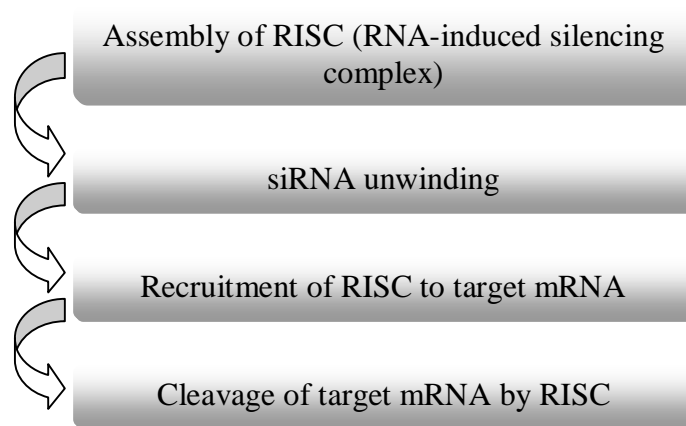 Assembly of RISC (RNA-induced silencing
complex)
siRNA unwinding
Recruitment of RISC to target mRNA
Cleavage of target mRNA by RISC